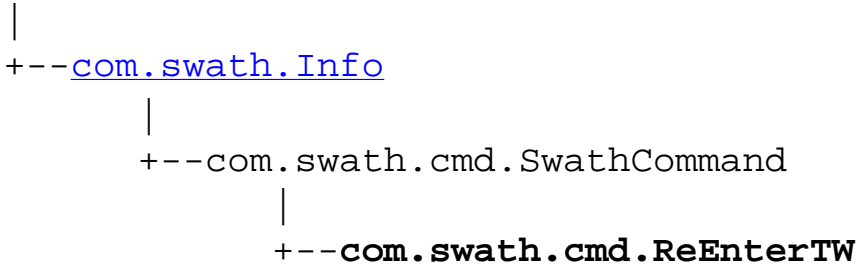 |
+--com.swath.Info
      |
      +--com.swath.cmd.SwathCommand
            |
            +--com.swath.cmd.ReEnterTW